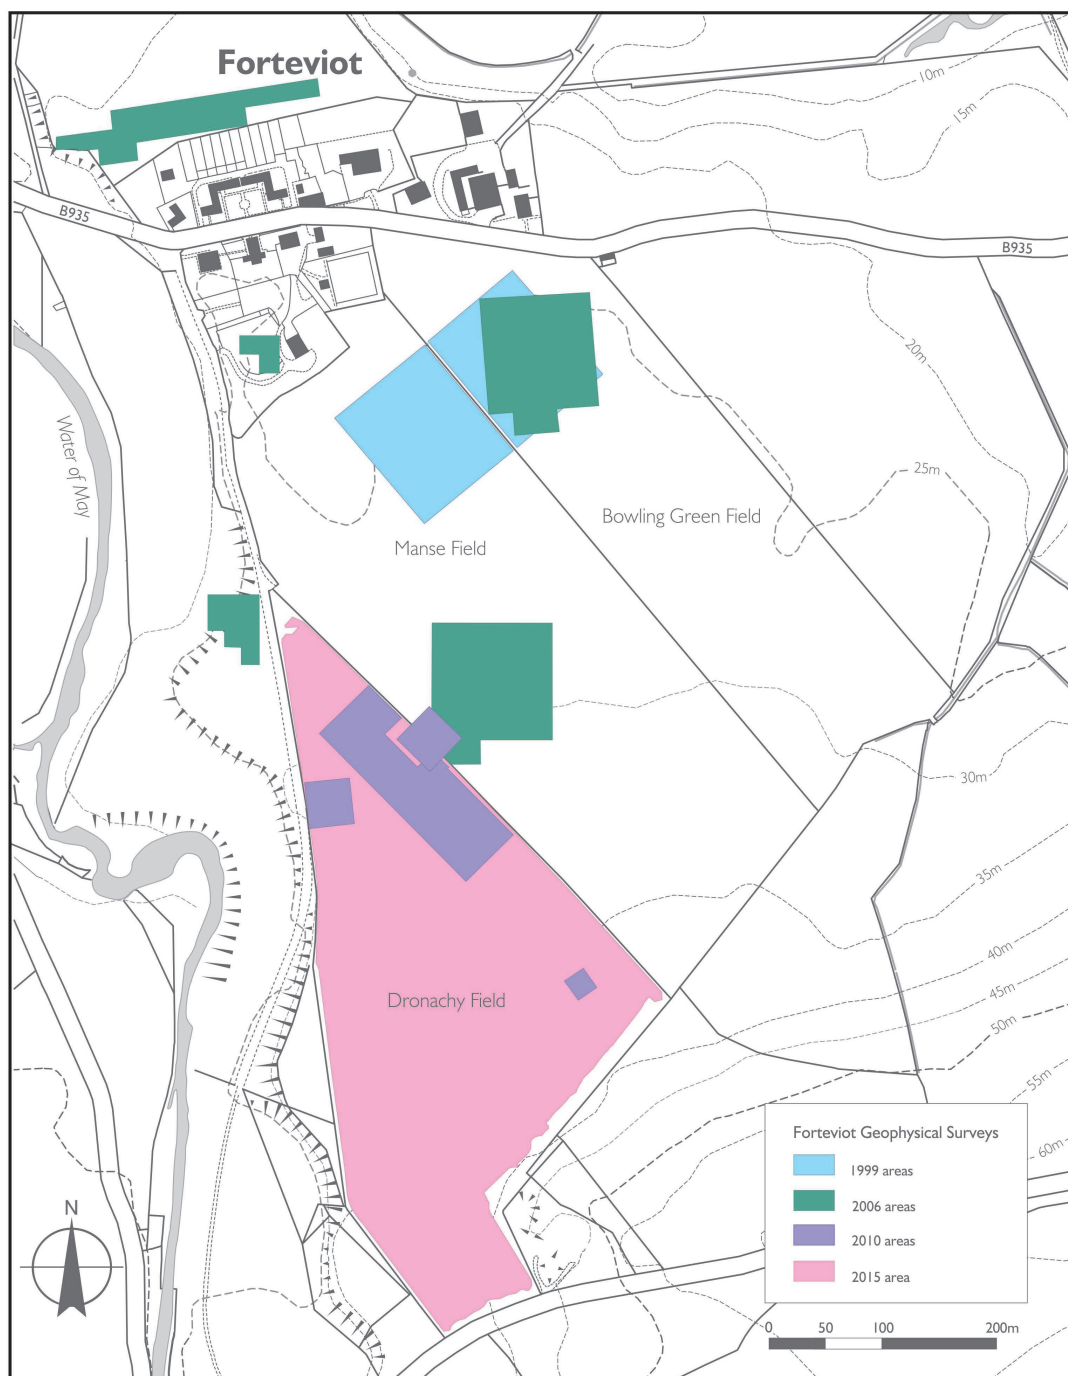 Forteviot
10m
15m
B935
B935
20m
Water of May
25m
Bowling Green Field
Manse Field
30m
35m
40m
45m
Dronachy Field
50m
55m
60m
Forteviot Geophysical Surveys
1999 areas
2006 areas
2010 areas
2015 area
N
0 50 100 200m